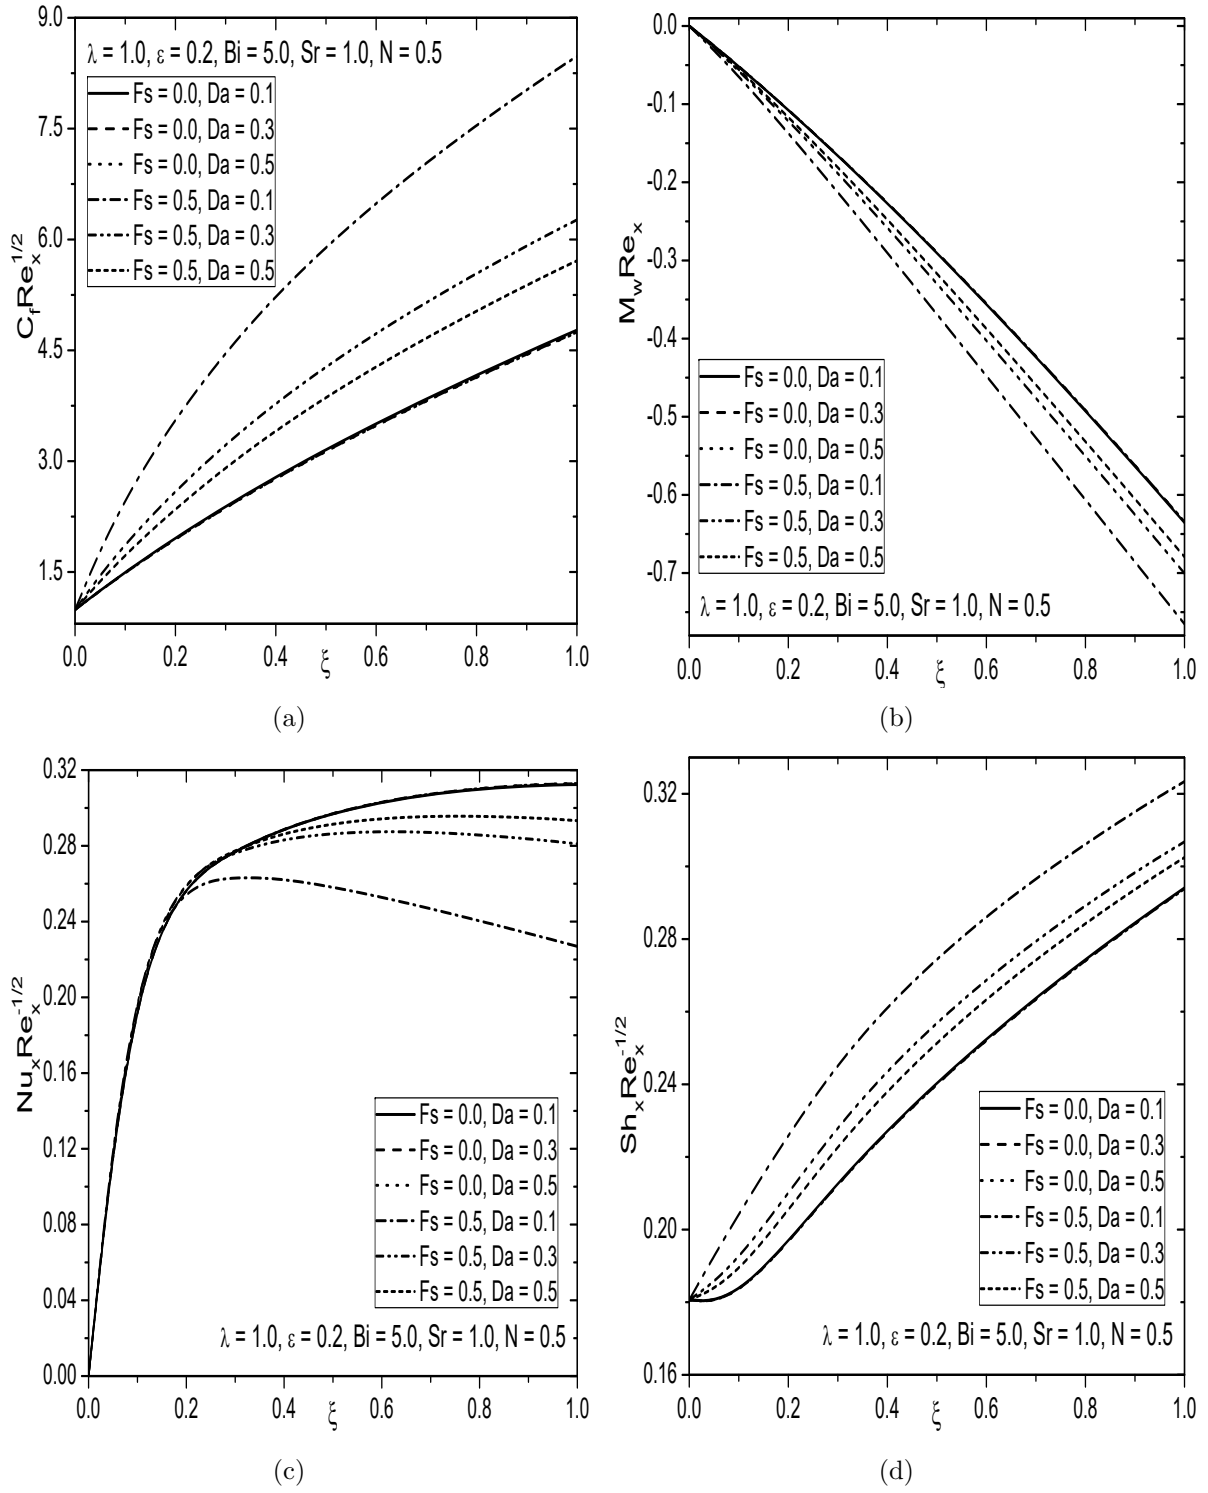 9.0
7.5
6.0
4.5
3.0
1.5
C_fRe_x^{1/2}
λ = 1.0, ε = 0.2, Bi = 5.0, Sr = 1.0, N = 0.5
Fs = 0.0, Da = 0.1
Fs = 0.0, Da = 0.3
Fs = 0.0, Da = 0.5
Fs = 0.5, Da = 0.1
Fs = 0.5, Da = 0.3
Fs = 0.5, Da = 0.5
0.0 0.2 0.4 0.6 0.8 1.0
ξ
(a)
0.0
-0.1
-0.2
-0.3
-0.4
-0.5
-0.6
-0.7
M_wRe_x
Fs = 0.0, Da = 0.1
Fs = 0.0, Da = 0.3
Fs = 0.0, Da = 0.5
Fs = 0.5, Da = 0.1
Fs = 0.5, Da = 0.3
Fs = 0.5, Da = 0.5
λ = 1.0, ε = 0.2, Bi = 5.0, Sr = 1.0, N = 0.5
0.0 0.2 0.4 0.6 0.8 1.0
ξ
(b)
0.32
0.28
0.24
0.20
0.16
0.12
0.08
0.04
0.00
Nu_xRe_x^{-1/2}
Fs = 0.0, Da = 0.1
Fs = 0.0, Da = 0.3
Fs = 0.0, Da = 0.5
Fs = 0.5, Da = 0.1
Fs = 0.5, Da = 0.3
Fs = 0.5, Da = 0.5
λ = 1.0, ε = 0.2, Bi = 5.0, Sr = 1.0, N = 0.5
0.0 0.2 0.4 0.6 0.8 1.0
ξ
(c)
0.32
0.28
0.24
0.20
0.16
Sh_xRe_x^{-1/2}
Fs = 0.0, Da = 0.1
Fs = 0.0, Da = 0.3
Fs = 0.0, Da = 0.5
Fs = 0.5, Da = 0.1
Fs = 0.5, Da = 0.3
Fs = 0.5, Da = 0.5
λ = 1.0, ε = 0.2, Bi = 5.0, Sr = 1.0, N = 0.5
0.0 0.2 0.4 0.6 0.8 1.0
ξ
(d)